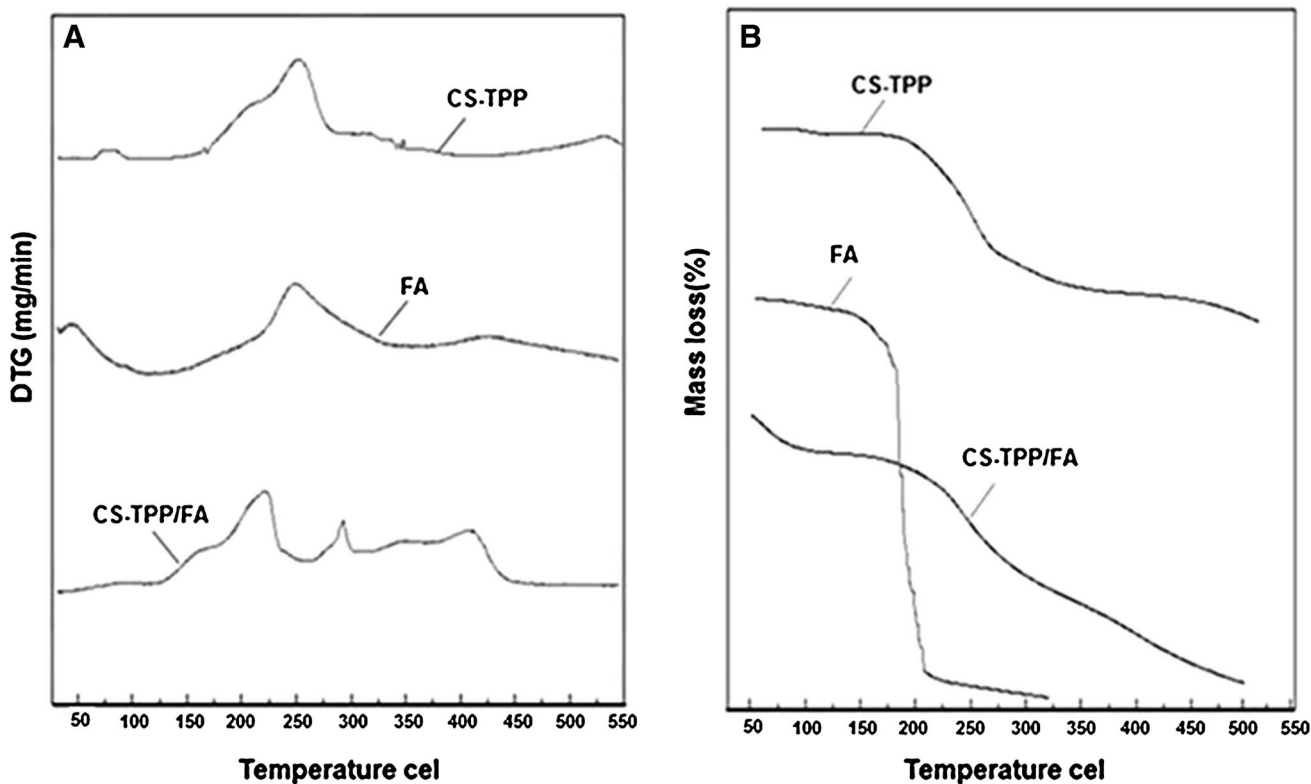 A
CS-TPP
FA
CS-TPP/FA
DTG (mg/min)
50 100 150 200 250 300 350 400 450 500 550
Temperature cel
B
CS-TPP
FA
CS-TPP/FA
Mass loss(%)
50 100 150 200 250 300 350 400 450 500 550
Temperature cel